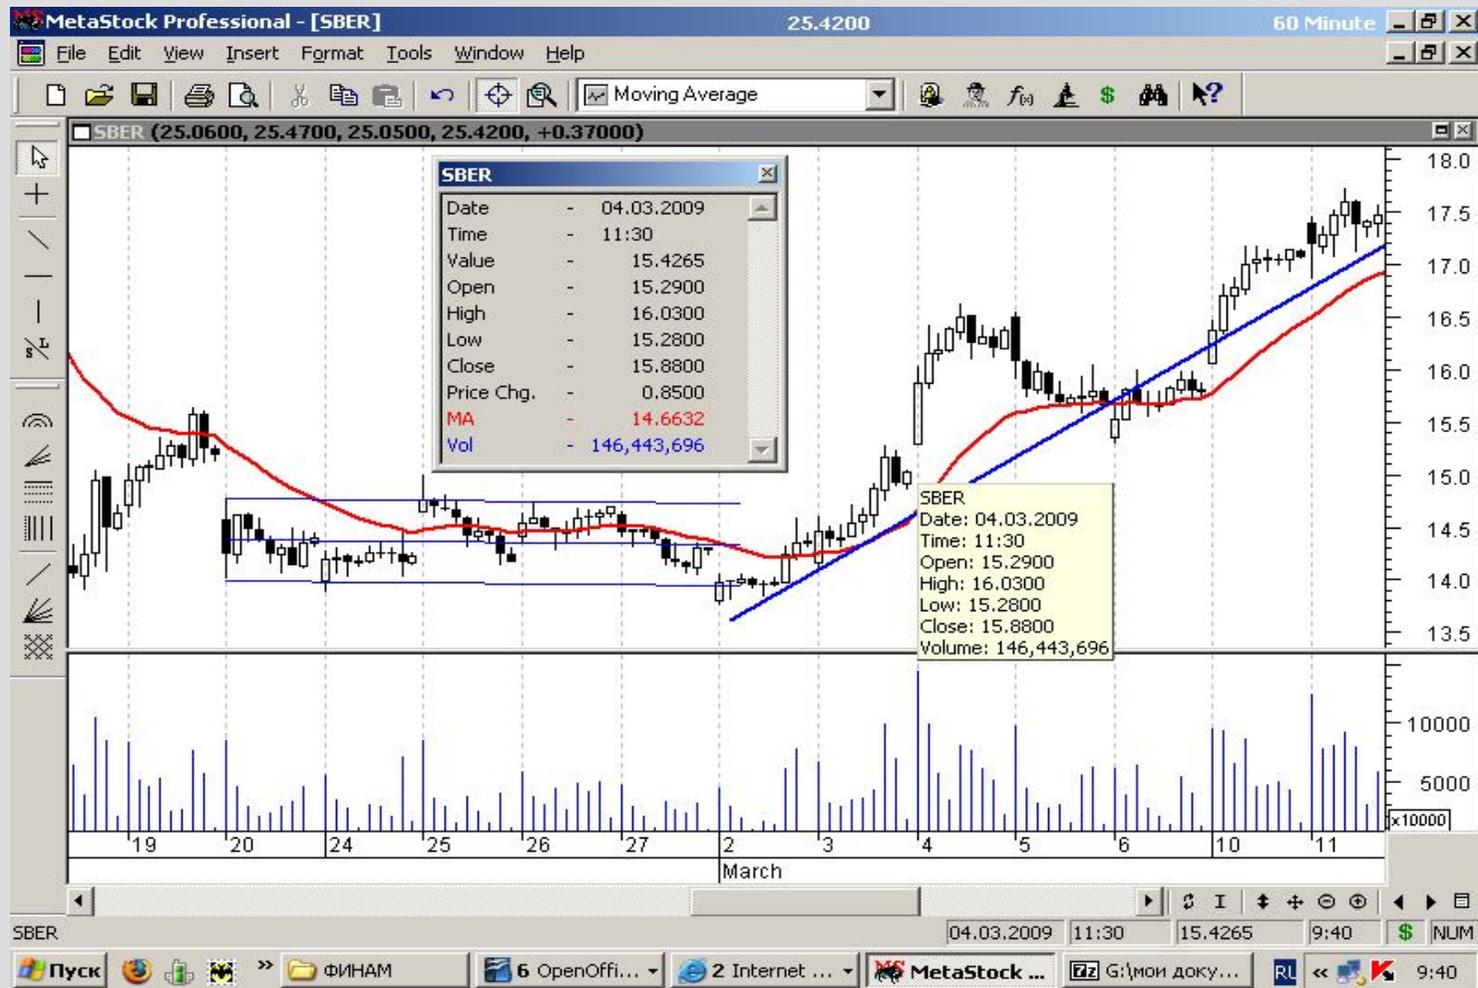 MetaStock Professional - [SBER] 25.4200 60 Minute
File Edit View Insert Format Tools Window Help
Moving Average f(x) $ ?
SBER (25.0600, 25.4700, 25.0500, 25.4200, +0.37000)
SBER
Date - 04.03.2009
Time - 11:30
Value - 15.4265
Open - 15.2900
High - 16.0300
Low - 15.2800
Close - 15.8800
Price Chg. - 0.8500
MA - 14.6632
Vol - 146,443,696
18.0
17.5
17.0
16.5
16.0
15.5
15.0
14.5
14.0
13.5
SBER
Date: 04.03.2009
Time: 11:30
Open: 15.2900
High: 16.0300
Low: 15.2800
Close: 15.8800
Volume: 146,443,696
10000
5000
x10000
19 20 24 25 26 27 2 3 4 5 6 10 11
March
SBER 04.03.2009 11:30 15.4265 9:40 $ NUM
Пуск » ФИНАМ 6 OpenOffi... 2 Internet ... MetaStock ... G:\мои доку... RL « 9:40